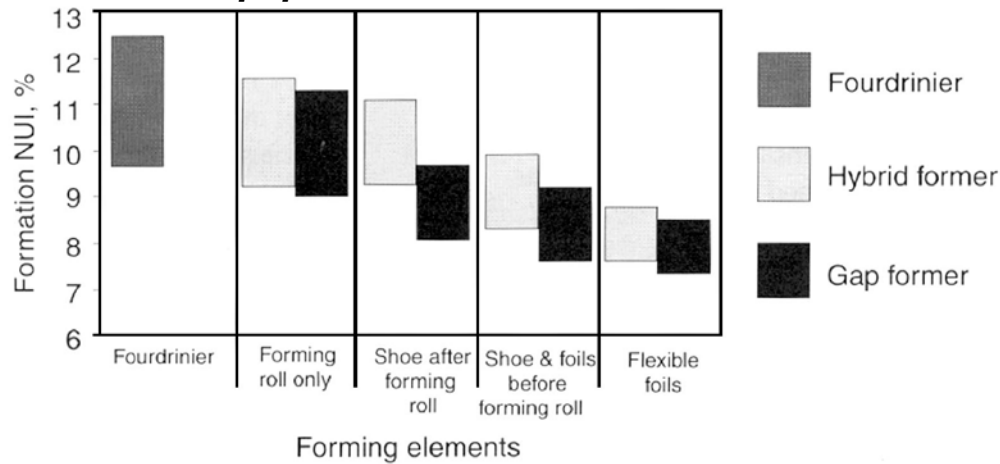 13
12
11
10
9
8
7
6
Formation NUI, %
Fourdrinier
Forming
roll only
Shoe after
forming
roll
Shoe & foils
before
forming roll
Flexible
foils
Forming elements
Fourdrinier
Hybrid former
Gap former